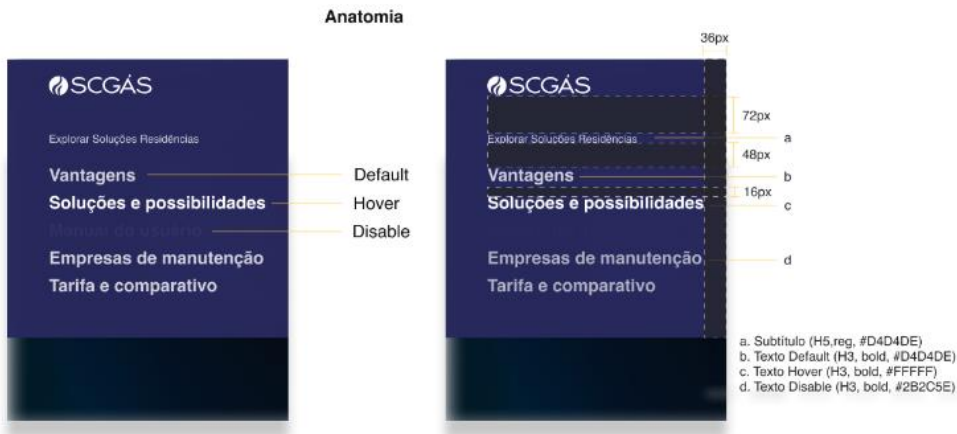 Anatomia
SCGÁS
Explorar Soluções Residências
Vantagens
Soluções e possibilidades
Manual do usuário
Empresas de manutenção
Tarifa e comparativo
Default
Hover
Disable
36px
SCGÁS
Explorar Soluções Residências
Vantagens
Soluções e possibilidades
Empresas de manutenção
Tarifa e comparativo
72px
a
48px
b
16px
c
d
a. Subtítulo (H5,reg, #D4D4DE)
b. Texto Default (H3, bold, #D4D4DE)
c. Texto Hover (H3, bold, #FFFFF)
d. Texto Disable (H3, bold, #2B2C5E)